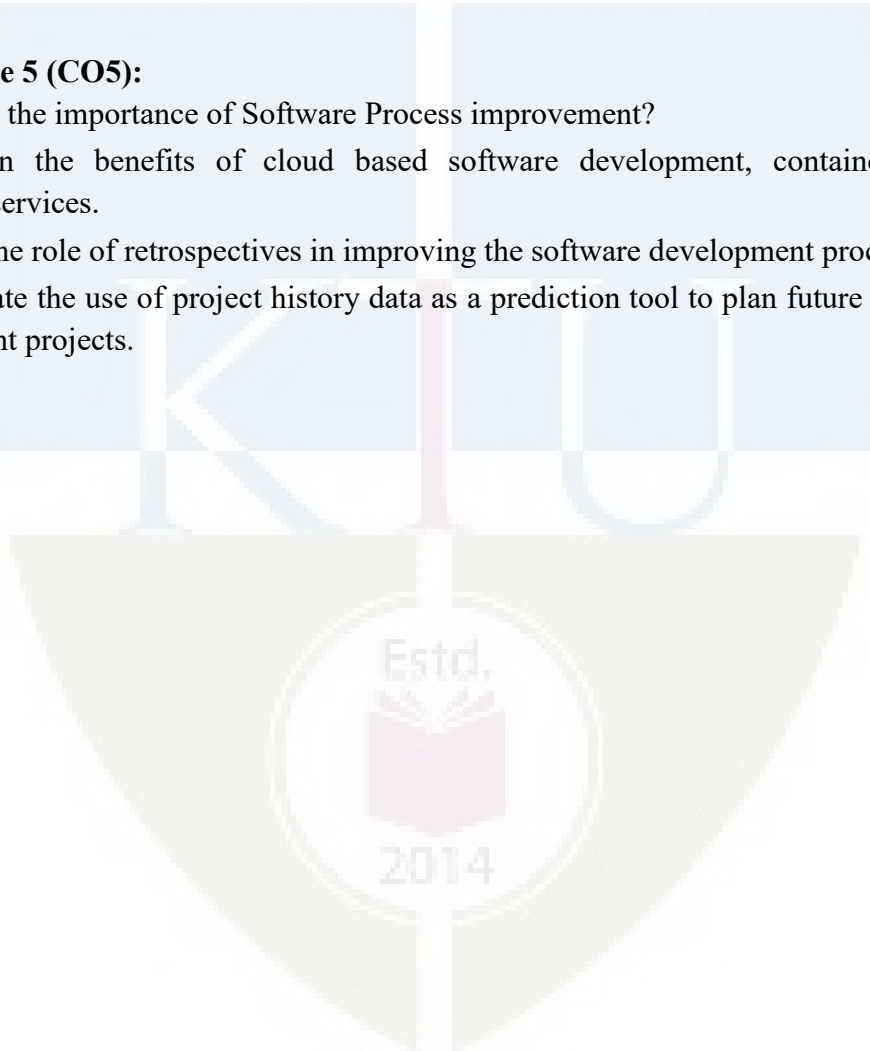 e 5 (CO5):
the importance of Software Process improvement?
n the benefits of cloud based software development, contain
ervices.
he role of retrospectives in improving the software development pro
ate the use of project history data as a prediction tool to plan future
nt projects.
KTU
Estd.
2014